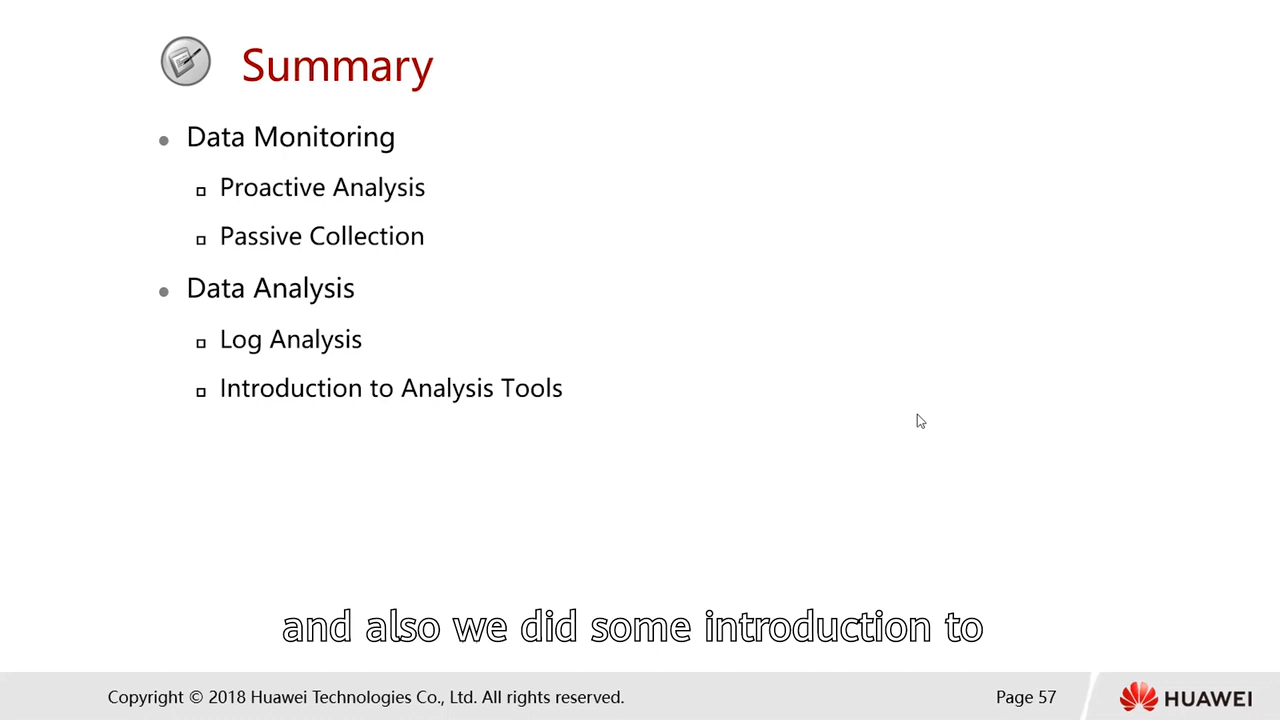 Summary
Data Monitoring
Proactive Analysis
Passive Collection
Data Analysis
Log Analysis
Introduction to Analysis Tools
and also we did some introduction to
Copyright © 2018 Huawei Technologies Co., Ltd. All rights reserved.
Page 57
HUAWEI